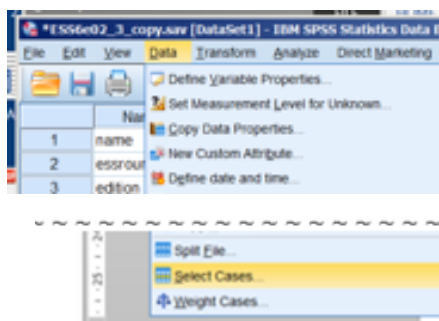 *ESS6e02_3_copy.sav [DataSet1] - IBM SPSS Statistics Data
File Edit View Data Transform Analyze Direct Marketing
Define Variable Properties...
Set Measurement Level for Unknown...
Copy Data Properties...
New Custom Attribute...
Define date and time...
1 name
2 essroun
3 edition
Split File...
Select Cases...
Weight Cases...
25